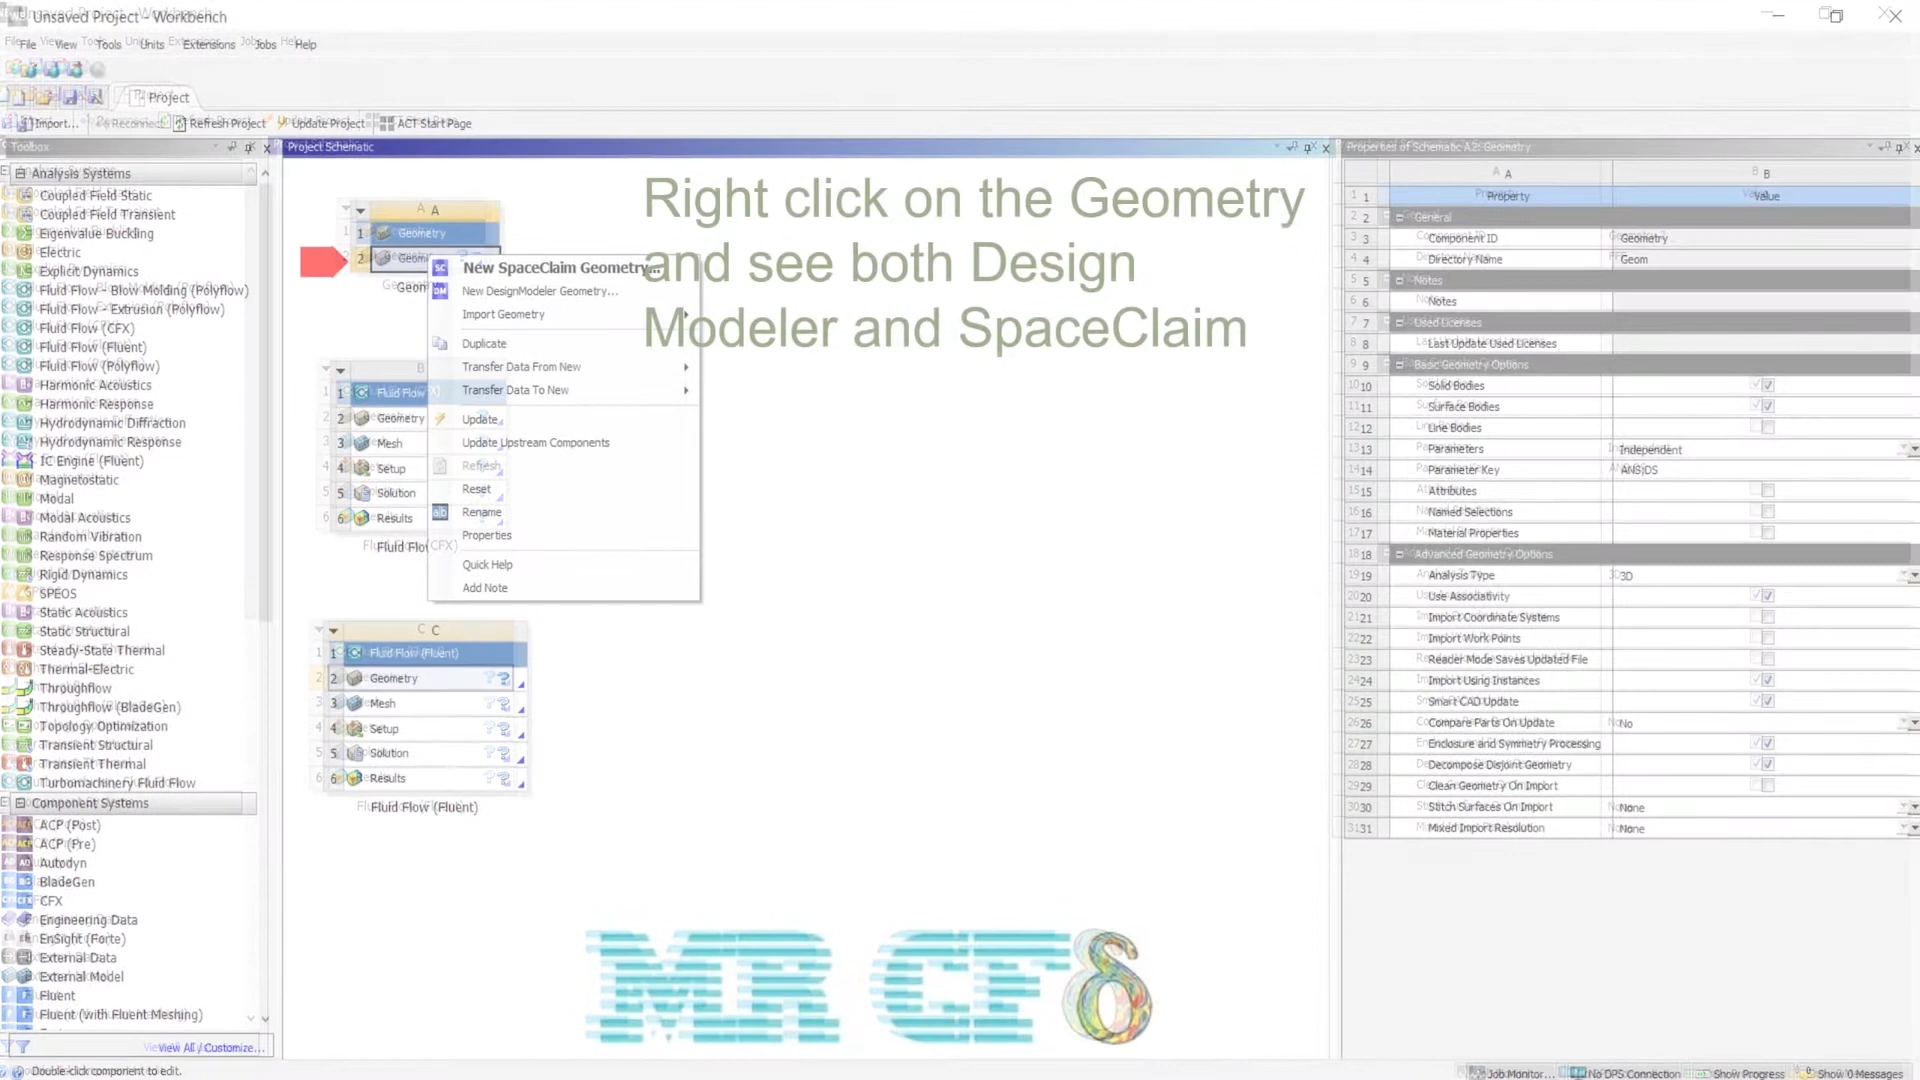 Unsaved Project - Workbench
File View Tools Units Extensions Jobs Help
Project
Import... Reconnect Refresh Project Update Project ACT Start Page
Toolbox
Analysis Systems
Coupled Field Static
Coupled Field Transient
Eigenvalue Buckling
Electric
Explicit Dynamics
Fluid Flow - Blow Molding (Polyflow)
Fluid Flow - Extrusion (Polyflow)
Fluid Flow (CFX)
Fluid Flow (Fluent)
Fluid Flow (Polyflow)
Harmonic Acoustics
Harmonic Response
Hydrodynamic Diffraction
Hydrodynamic Response
IC Engine (Fluent)
Magnetostatic
Modal
Modal Acoustics
Random Vibration
Response Spectrum
Rigid Dynamics
SPEOS
Static Acoustics
Static Structural
Steady-State Thermal
Thermal-Electric
Throughflow
Throughflow (BladeGen)
Topology Optimization
Transient Structural
Transient Thermal
Turbomachinery Fluid Flow
Component Systems
ACP (Post)
ACP (Pre)
Autodyn
BladeGen
CFX
Engineering Data
EnSight (Forte)
External Data
External Model
Fluent
Fluent (with Fluent Meshing)
View All / Customize...
Double-click component to edit.
Project Schematic
A
1 Geometry
2 Geom
Geom
New SpaceClaim Geometry...
New DesignModeler Geometry...
Import Geometry
Duplicate
Transfer Data From New
Transfer Data To New
Update
Update Upstream Components
Refresh
Reset
Rename
Properties
Quick Help
Add Note
B
1 Fluid Flow
2 Geometry
3 Mesh
4 Setup
5 Solution
6 Results
Fluid Flow (CFX)
C
1 Fluid Flow (Fluent)
2 Geometry
3 Mesh
4 Setup
5 Solution
6 Results
Fluid Flow (Fluent)
Right click on the Geometry
and see both Design
Modeler and SpaceClaim
MR CFδ
Properties of Schematic A2: Geometry
A B
1 Property Value
2 General
3 Component ID Geometry
4 Directory Name Geom
5 Notes
6 Notes
7 Used Licenses
8 Last Update Used Licenses
9 Basic Geometry Options
10 Solid Bodies
11 Surface Bodies
12 Line Bodies
13 Parameters Independent
14 Parameter Key ANS;DS
15 Attributes
16 Named Selections
17 Material Properties
18 Advanced Geometry Options
19 Analysis Type 3D
20 Use Associativity
21 Import Coordinate Systems
22 Import Work Points
23 Reader Mode Saves Updated File
24 Import Using Instances
25 Smart CAD Update
26 Compare Parts On Update No
27 Enclosure and Symmetry Processing
28 Decompose Disjoint Geometry
29 Clean Geometry On Import
30 Stitch Surfaces On Import None
31 Mixed Import Resolution None
Job Monitor... No DPS Connection Show Progress Show 0 Messages